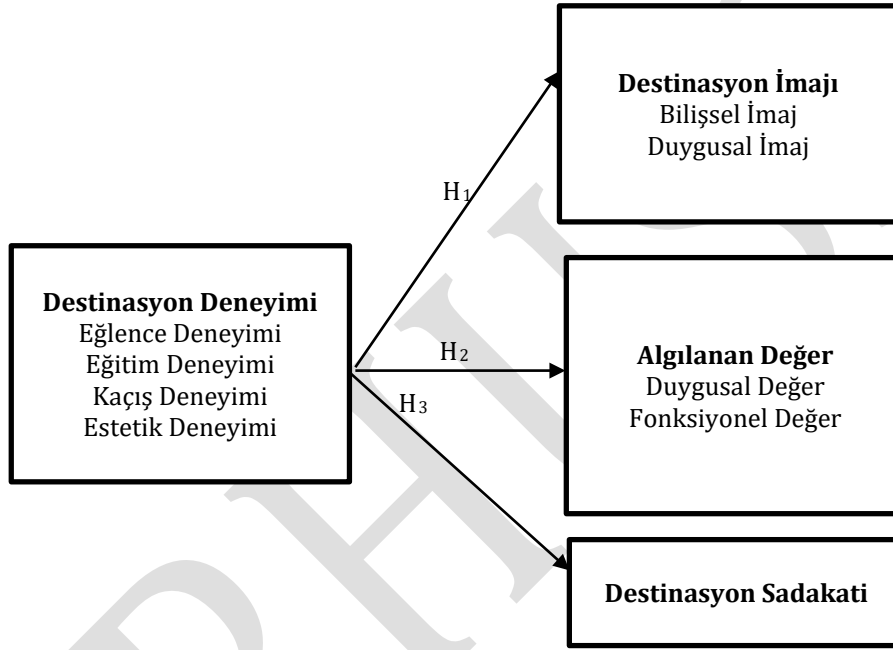 Destinasyon İmajı
Bilişsel İmaj
Duygusal İmaj
H1
Destinasyon Deneyimi
Eğlence Deneyimi
Eğitim Deneyimi
Kaçış Deneyimi
Estetik Deneyimi
H2
H3
Algılanan Değer
Duygusal Değer
Fonksiyonel Değer
Destinasyon Sadakati